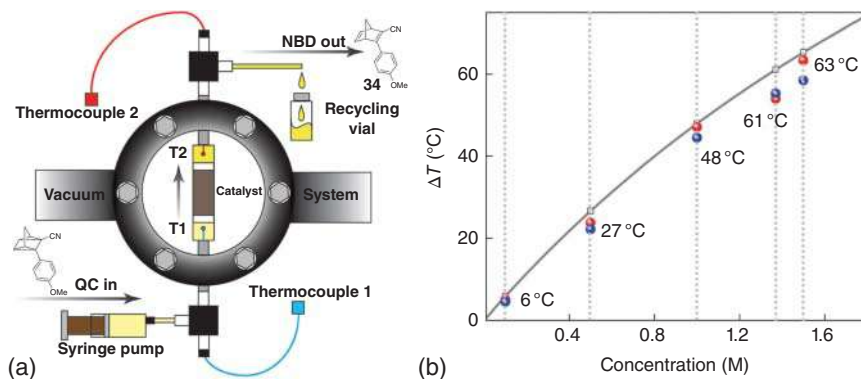 NBD out
CN
OMe
34
Thermocouple 2
Recycling
vial
T2
Vacuum
Catalyst
System
T1
CN
OMe
QC in
Thermocouple 1
Syringe pump
(a)
ΔT (°C)
60
40
20
0
0.4
0.8
1.2
1.6
Concentration (M)
6 °C
27 °C
48 °C
61 °C
63 °C
(b)